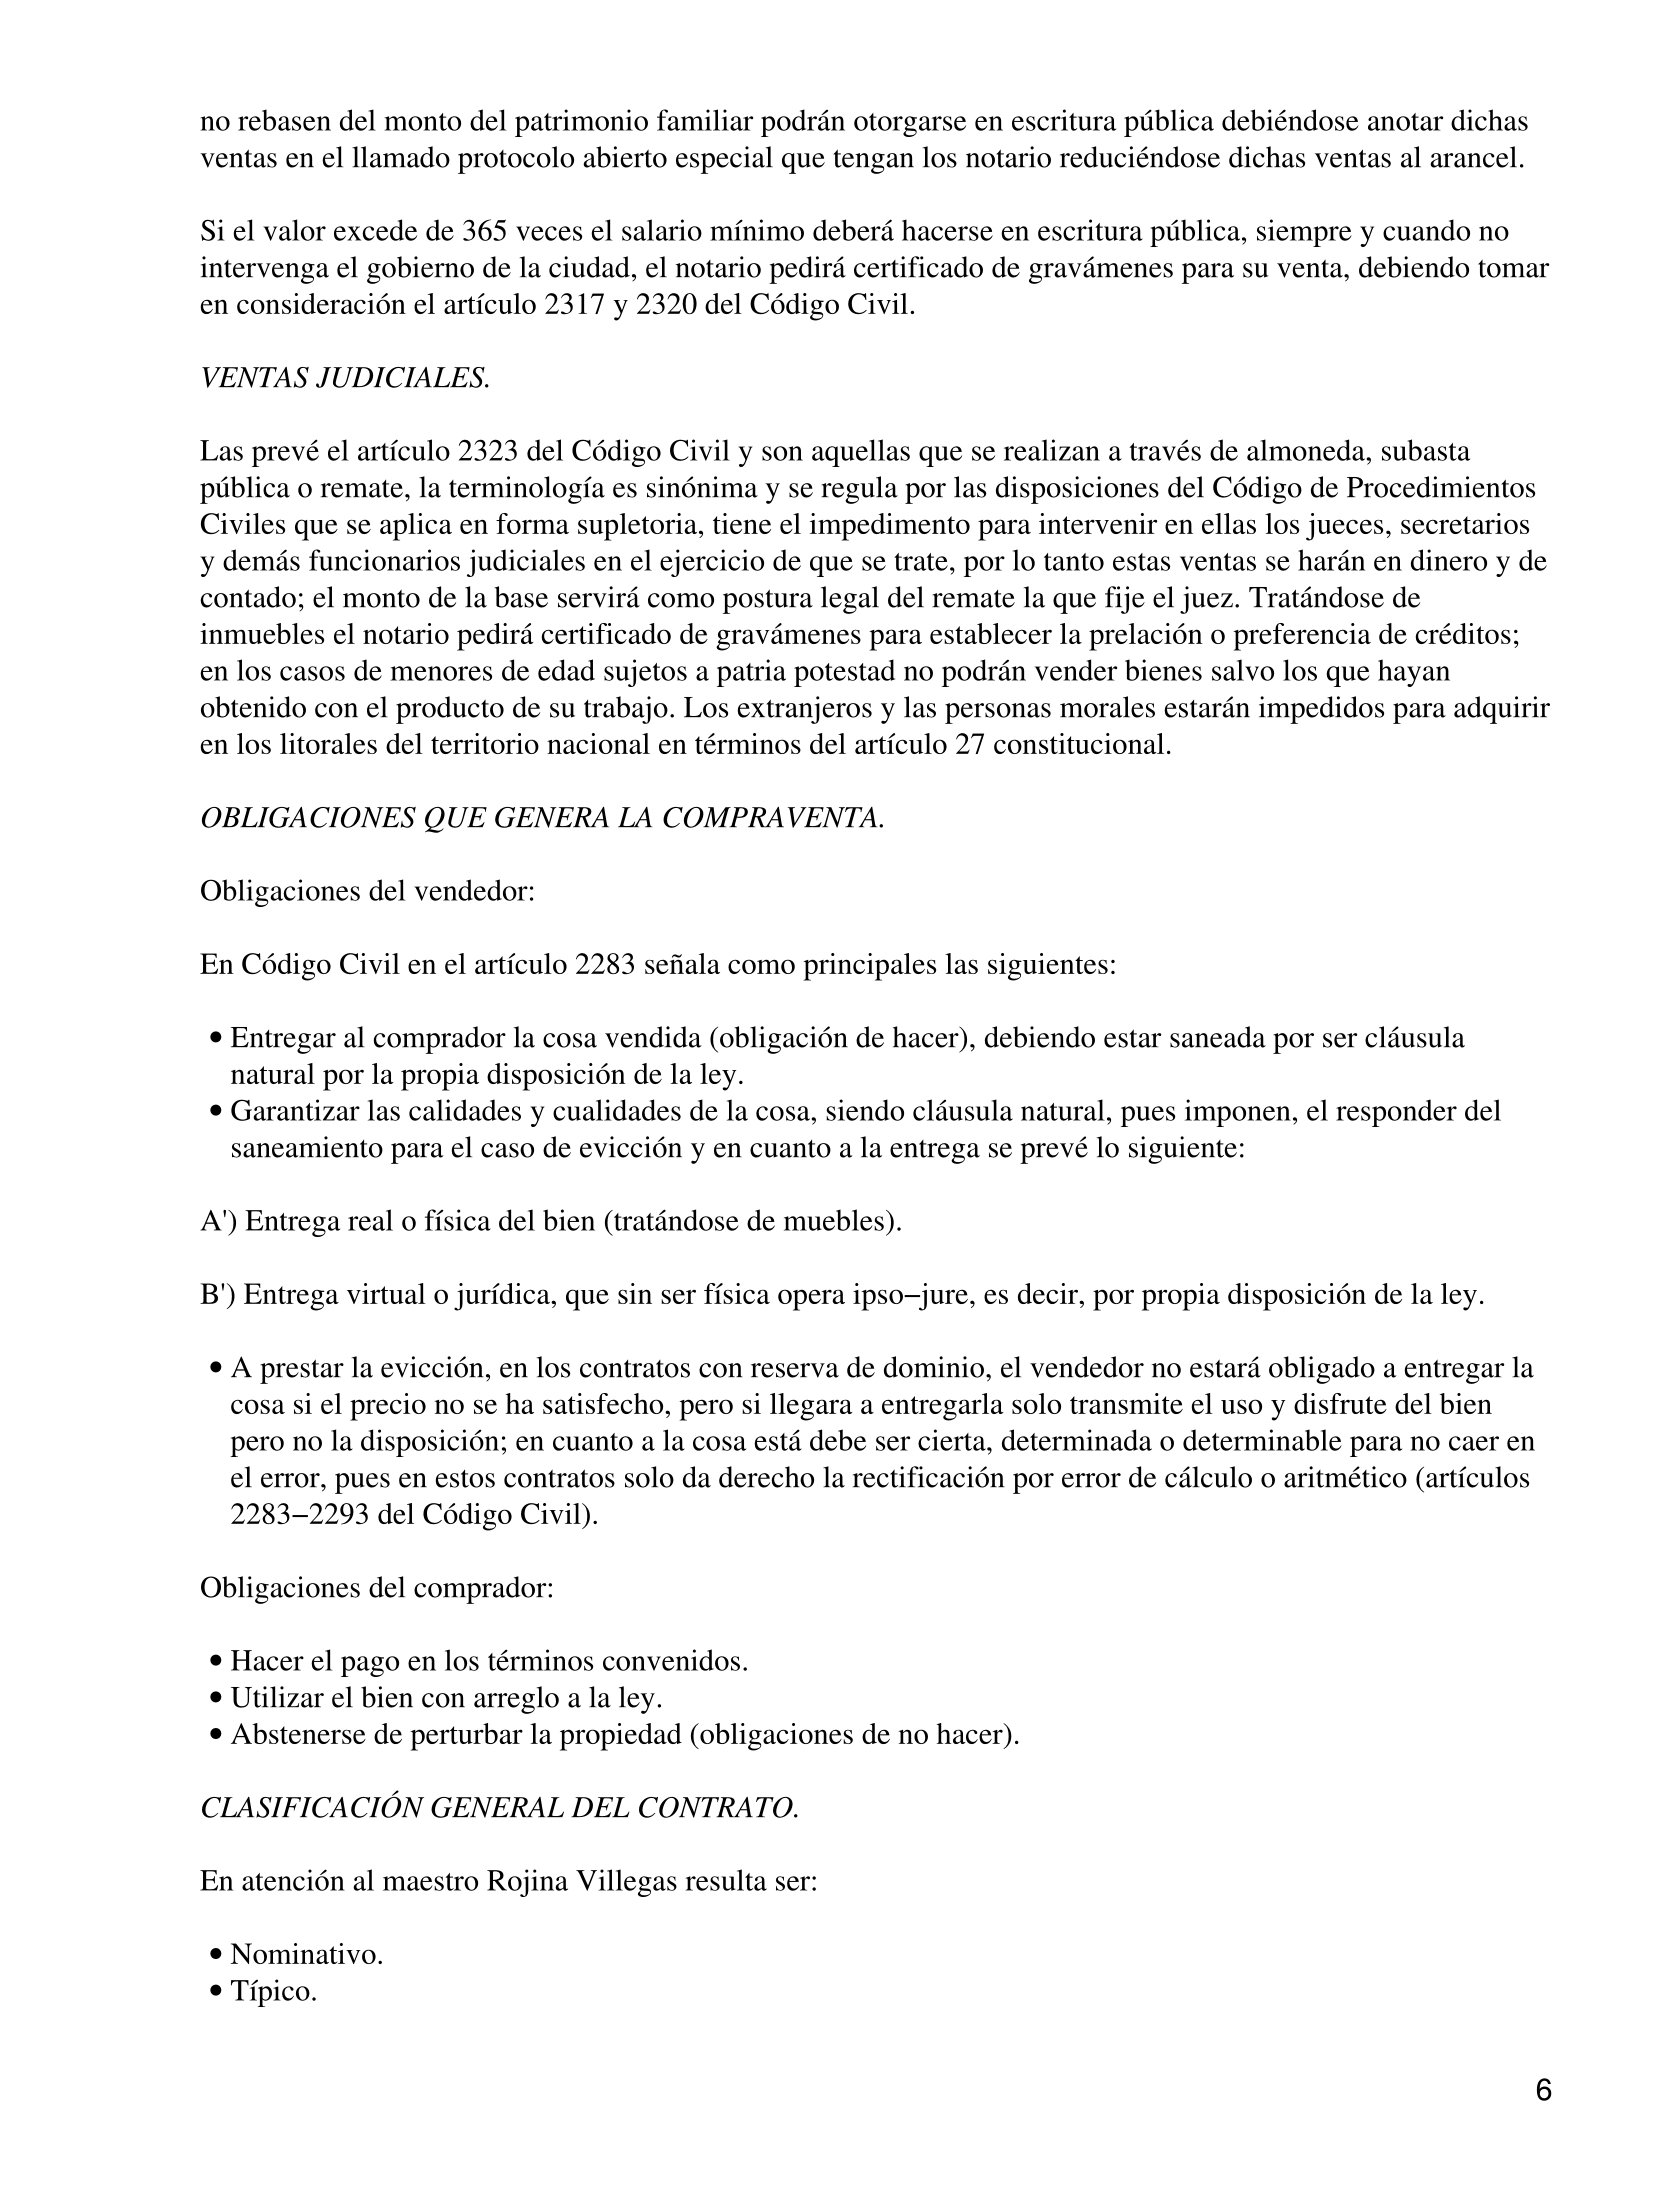 no rebasen del monto del patrimonio familiar podrán otorgarse en escritura pública debiéndose anotar dichas
ventas en el llamado protocolo abierto especial que tengan los notario reduciéndose dichas ventas al arancel.
Si el valor excede de 365 veces el salario mínimo deberá hacerse en escritura pública, siempre y cuando no
intervenga el gobierno de la ciudad, el notario pedirá certificado de gravámenes para su venta, debiendo tomar
en consideración el artículo 2317 y 2320 del Código Civil.
VENTAS JUDICIALES.
Las prevé el artículo 2323 del Código Civil y son aquellas que se realizan a través de almoneda, subasta
pública o remate, la terminología es sinónima y se regula por las disposiciones del Código de Procedimientos
Civiles que se aplica en forma supletoria, tiene el impedimento para intervenir en ellas los jueces, secretarios
y demás funcionarios judiciales en el ejercicio de que se trate, por lo tanto estas ventas se harán en dinero y de
contado; el monto de la base servirá como postura legal del remate la que fije el juez. Tratándose de
inmuebles el notario pedirá certificado de gravámenes para establecer la prelación o preferencia de créditos;
en los casos de menores de edad sujetos a patria potestad no podrán vender bienes salvo los que hayan
obtenido con el producto de su trabajo. Los extranjeros y las personas morales estarán impedidos para adquirir
en los litorales del territorio nacional en términos del artículo 27 constitucional.
OBLIGACIONES QUE GENERA LA COMPRAVENTA.
Obligaciones del vendedor:
En Código Civil en el artículo 2283 señala como principales las siguientes:
• Entregar al comprador la cosa vendida (obligación de hacer), debiendo estar saneada por ser cláusula
natural por la propia disposición de la ley.
• Garantizar las calidades y cualidades de la cosa, siendo cláusula natural, pues imponen, el responder del
saneamiento para el caso de evicción y en cuanto a la entrega se prevé lo siguiente:
A') Entrega real o física del bien (tratándose de muebles).
B') Entrega virtual o jurídica, que sin ser física opera ipso−jure, es decir, por propia disposición de la ley.
• A prestar la evicción, en los contratos con reserva de dominio, el vendedor no estará obligado a entregar la
cosa si el precio no se ha satisfecho, pero si llegara a entregarla solo transmite el uso y disfrute del bien
pero no la disposición; en cuanto a la cosa está debe ser cierta, determinada o determinable para no caer en
el error, pues en estos contratos solo da derecho la rectificación por error de cálculo o aritmético (artículos
2283−2293 del Código Civil).
Obligaciones del comprador:
• Hacer el pago en los términos convenidos.
• Utilizar el bien con arreglo a la ley.
• Abstenerse de perturbar la propiedad (obligaciones de no hacer).
CLASIFICACIÓN GENERAL DEL CONTRATO.
En atención al maestro Rojina Villegas resulta ser:
• Nominativo.
• Típico.
6